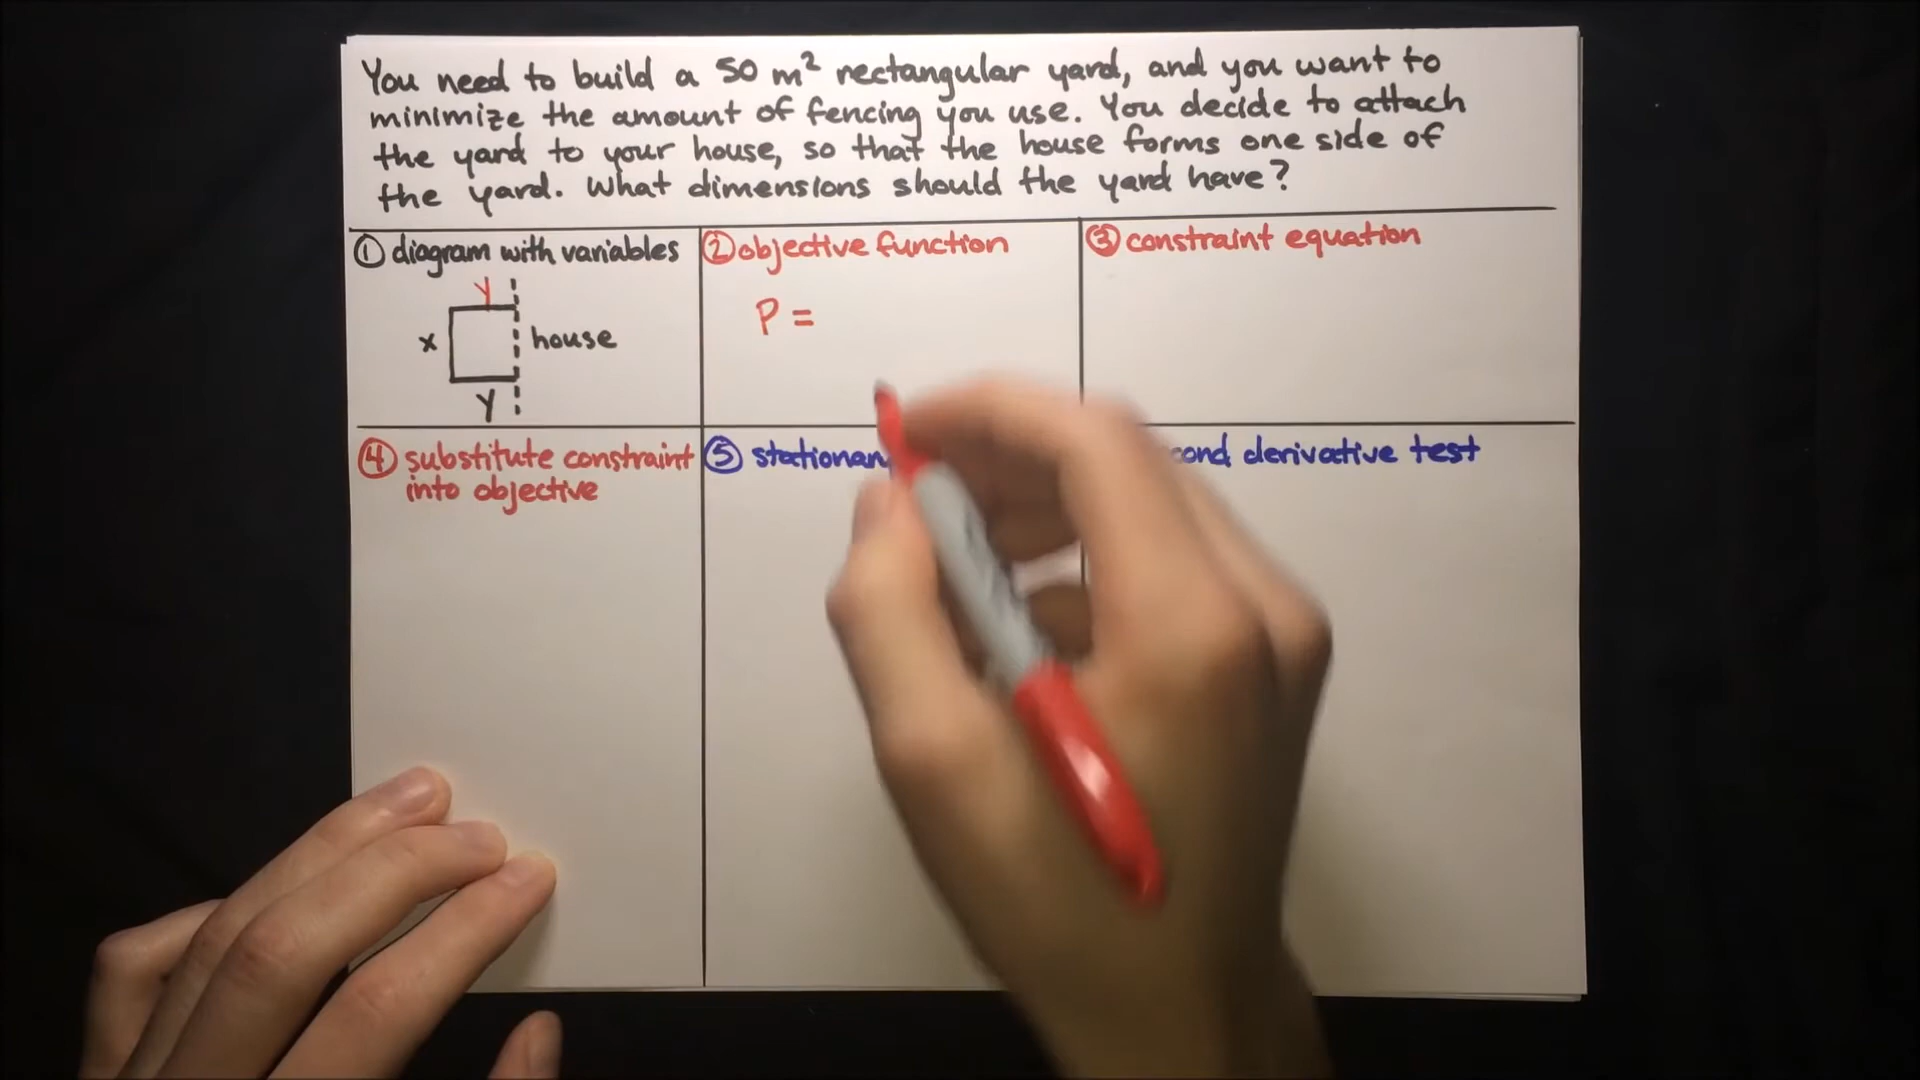 You need to build a 50 m² rectangular yard, and you want to
minimize the amount of fencing you use. You decide to attach
the yard to your house, so that the house forms one side of
the yard. What dimensions should the yard have?
① diagram with variables
y
x
house
y
② objective function
P =
③ constraint equation
④ substitute constraint
into objective
⑤
derivative test